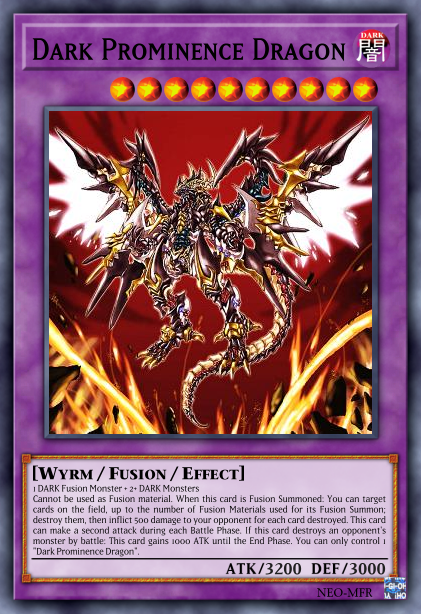 DARK PROMINENCE DRAGON
DARK
闇
[WYRM / FUSION / EFFECT]
1 DARK Fusion Monster + 2+ DARK Monsters
Cannot be used as Fusion material. When this card is Fusion Summoned: You can target
cards on the field, up to the number of Fusion Materials used for its Fusion Summon;
destroy them, then inflict 500 damage to your opponent for each card destroyed. This card
can make a second attack during each Battle Phase. If this card destroys an opponent's
monster by battle: This card gains 1000 ATK until the End Phase. You can only control 1
"Dark Prominence Dragon".
ATK/3200 DEF/3000
NEO-MFR